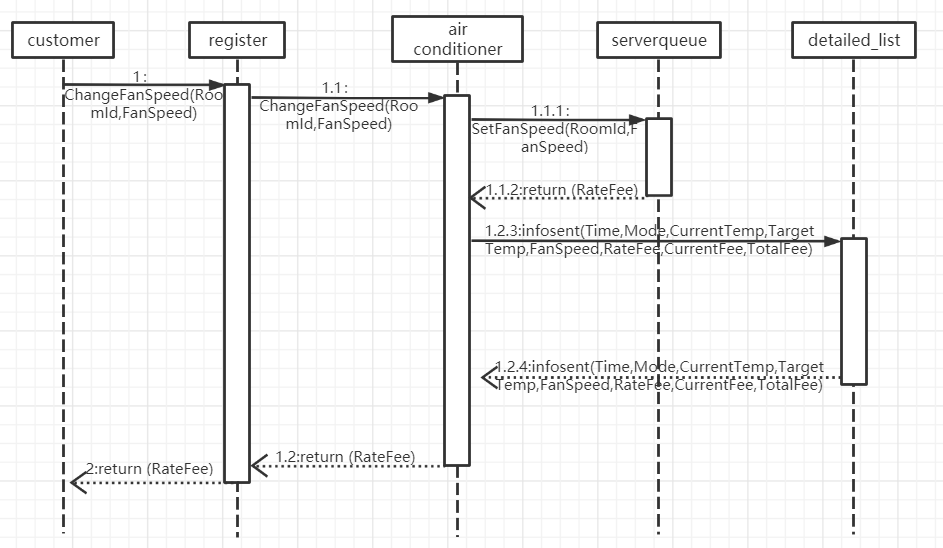 customer
register
air
conditioner
serverqueue
detailed_list
1:
ChangeFanSpeed(Roo
mId,FanSpeed)
1.1:
ChangeFanSpeed(Roo
mId,FanSpeed)
1.1.1:
SetFanSpeed(RoomId,F
anSpeed)
1.1.2:return (RateFee)
1.2.3:infosent(Time,Mode,CurrentTemp,Target
Temp,FanSpeed,RateFee,CurrentFee,TotalFee)
1.2.4:infosent(Time,Mode,CurrentTemp,Target
Temp,FanSpeed,RateFee,CurrentFee,TotalFee)
1.2:return (RateFee)
2:return (RateFee)